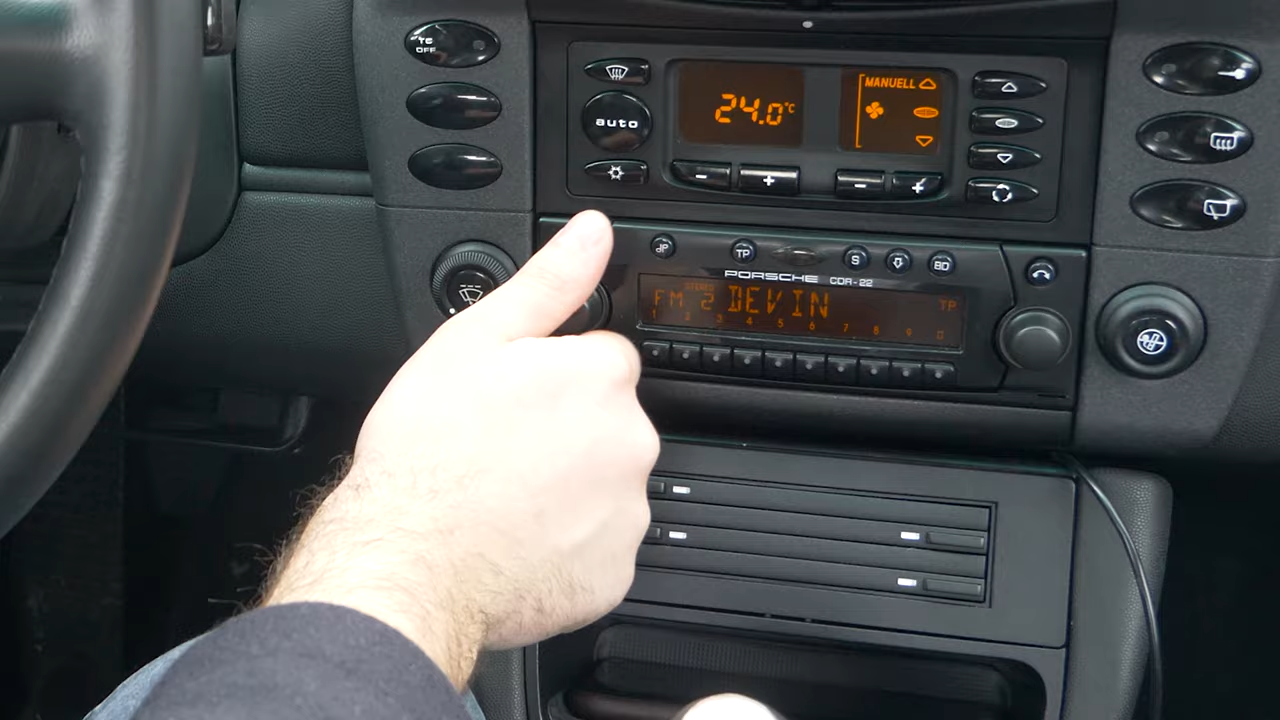 TC
OFF
auto
24.0°C
MANUELL
TP
S
BD
PORSCHE CDR-22
STEREO
FM 2 DEVIN TP
1 2 3 4 5 6 7 8 9 0